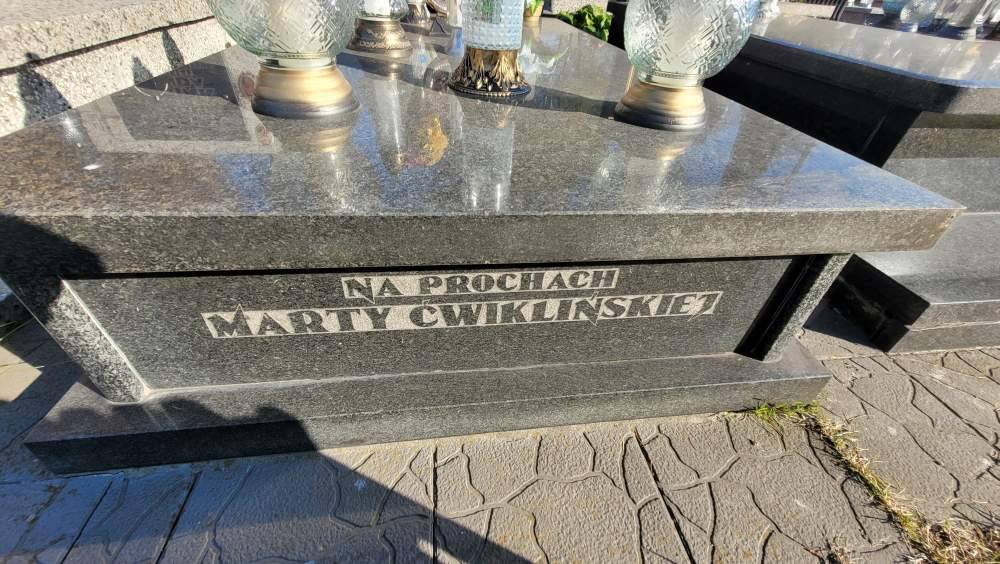 NA PROCHACH
MARTY ĆWIKLIŃSKIEJ